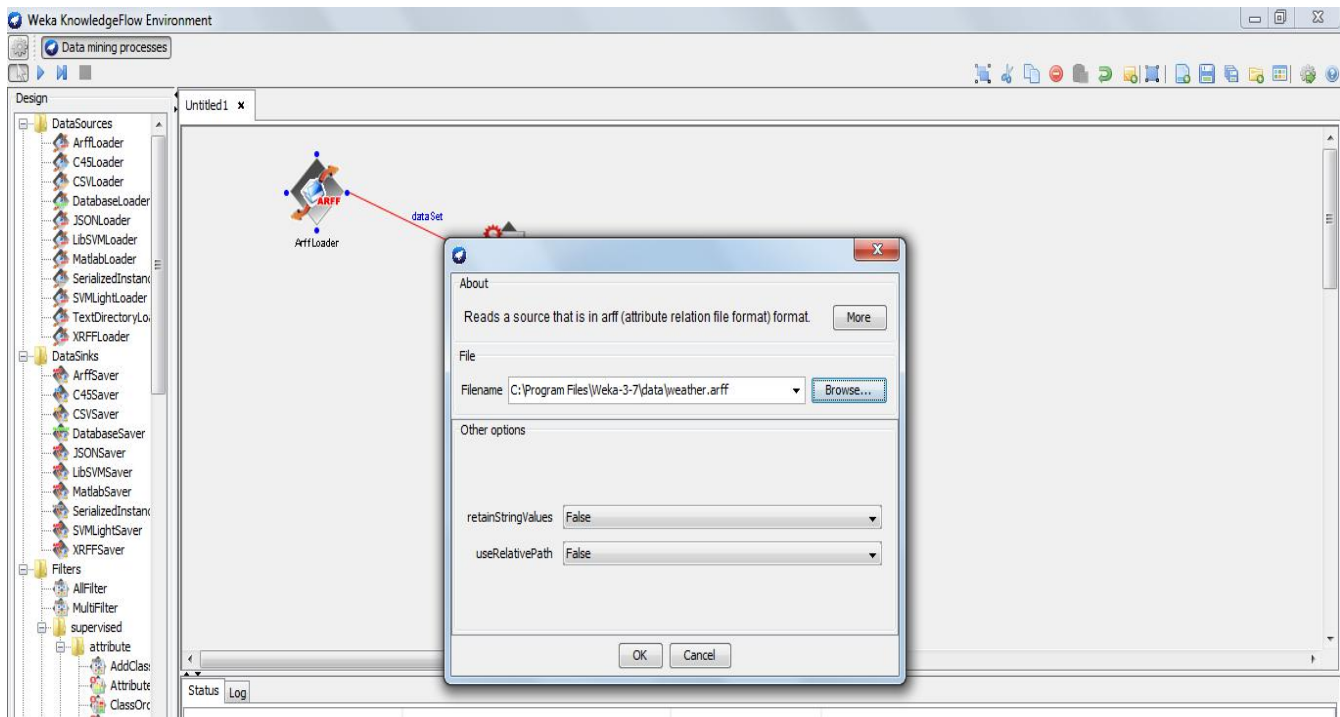 Weka KnowledgeFlow Environment
Data mining processes
Design
Untitled1
DataSources
ArffLoader
C45Loader
CSVLoader
DatabaseLoader
JSONLoader
LibSVMLoader
MatlabLoader
SerializedInstanc
SVMLightLoader
TextDirectoryLo
XRFFLoader
DataSinks
ArffSaver
C45Saver
CSVSaver
DatabaseSaver
JSONSaver
LibSVMSaver
MatlabSaver
SerializedInstanc
SVMLightSaver
XRFFSaver
Filters
AllFilter
MultiFilter
supervised
attribute
AddClass
Attribute
ClassOrc
ARFF
ArffLoader
dataSet
About
Reads a source that is in arff (attribute relation file format) format.
More
File
Filename C:\Program Files\Weka-3-7\data\weather.arff
Browse...
Other options
retainStringValues False
useRelativePath False
OK Cancel
Status Log